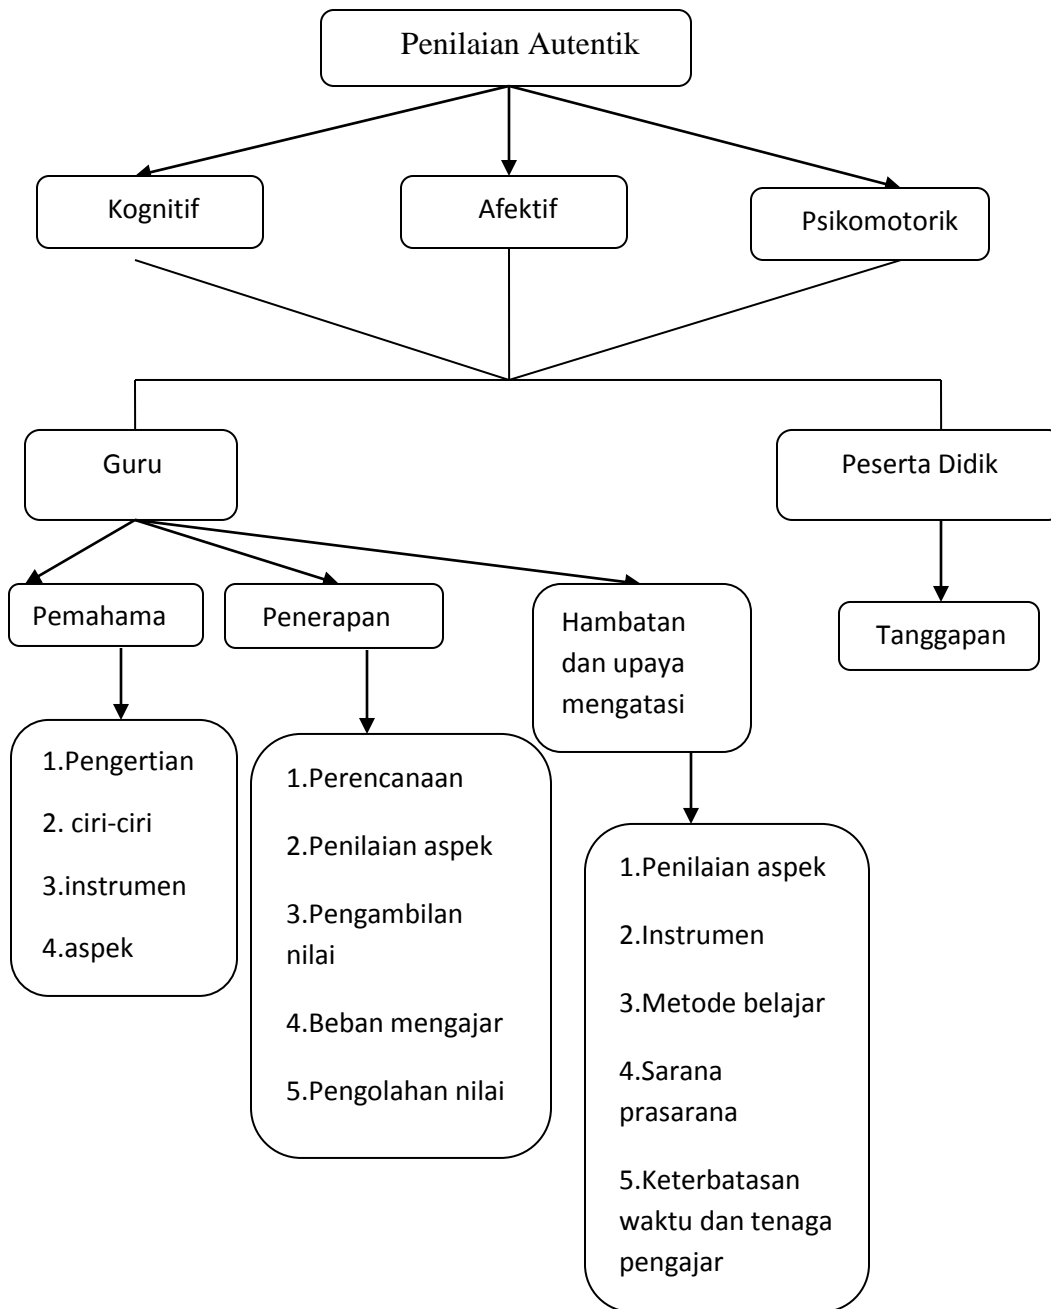 Penilaian Autentik
Kognitif
Afektif
Psikomotorik
Guru
Peserta Didik
Pemahama
Penerapan
Hambatan
dan upaya
mengatasi
Tanggapan
1.Pengertian
2. ciri-ciri
3.instrumen
4.aspek
1.Perencanaan
2.Penilaian aspek
3.Pengambilan
nilai
4.Beban mengajar
5.Pengolahan nilai
1.Penilaian aspek
2.Instrumen
3.Metode belajar
4.Sarana
prasarana
5.Keterbatasan
waktu dan tenaga
pengajar